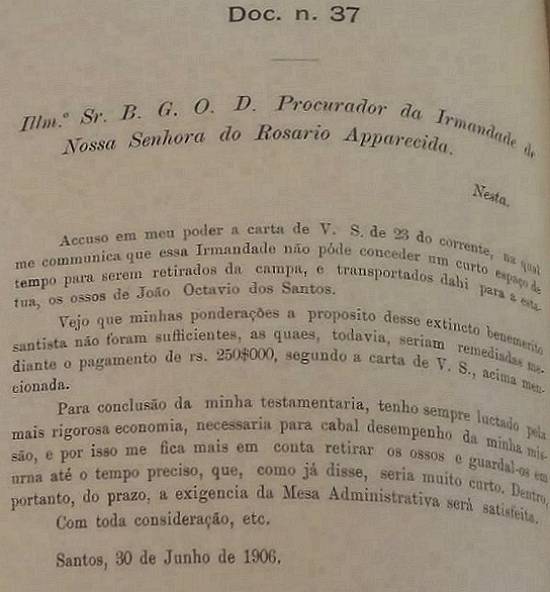 Doc. n. 37
Illm.º Sr. B. G. O. D. Procurador da Irmandade de
Nossa Senhora do Rosario Apparecida.
Nesta.
Accuso em meu poder a carta de V. S. de 23 do corrente, na qual
me communica que essa Irmandade não póde conceder um curto espaço de
tempo para serem retirados da campa, e transportados dahi para a esta-
tua, os ossos de João Octavio dos Santos.
Vejo que minhas ponderações a proposito desse extincto benemerito
santista não foram sufficientes, as quaes, todavia, seriam remediadas me-
diante o pagamento de rs. 250$000, segundo a carta de V. S., acima men-
cionada.
Para conclusão da minha testamentaria, tenho sempre luctado pela
mais rigorosa economia, necessaria para cabal desempenho da minha mis-
são, e por isso me fica mais em conta retirar os ossos e guardal-os em
urna até o tempo preciso, que, como já disse, seria muito curto. Dentro,
portanto, do prazo, a exigencia da Mesa Administrativa será satisfeita.
Com toda consideração, etc.
Santos, 30 de Junho de 1906.